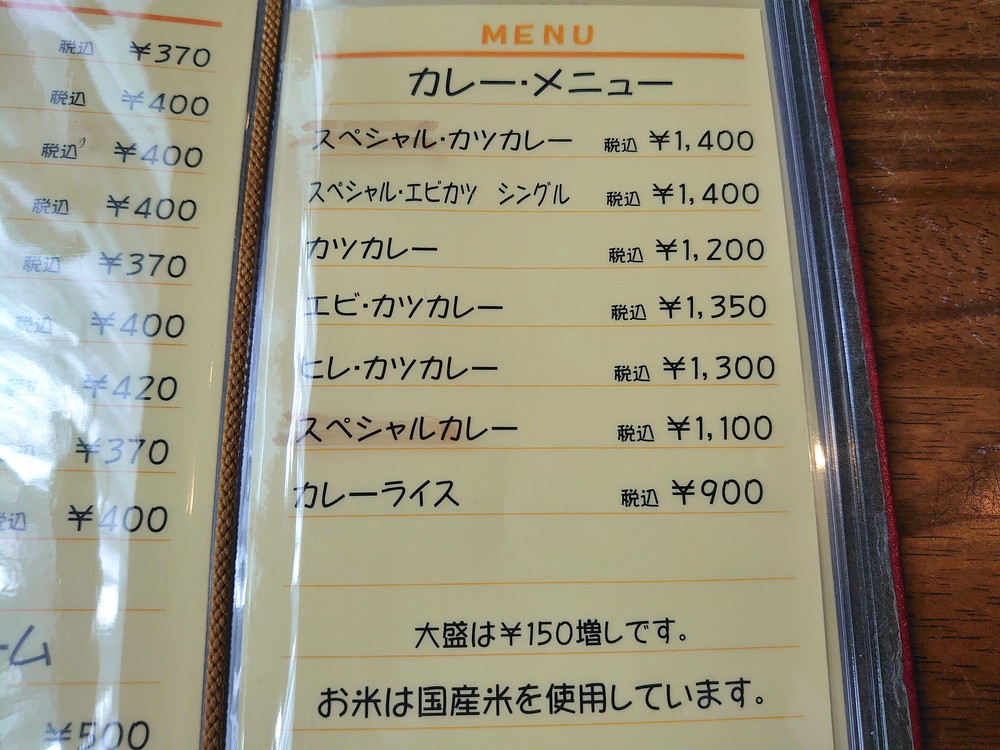 税込 ¥370
税込 ¥400
税込 ¥400
税込 ¥400
税込 ¥370
税込 ¥400
¥420
¥370
税込 ¥400
ーム
¥500
MENU
カレー・メニュー
スペシャル・カツカレー 税込 ¥1,400
スペシャル・エビカツ シングル 税込 ¥1,400
カツカレー 税込 ¥1,200
エビ・カツカレー 税込 ¥1,350
ヒレ・カツカレー 税込 ¥1,300
スペシャルカレー 税込 ¥1,100
カレーライス 税込 ¥900
大盛は¥150増しです。
お米は国産米を使用しています。